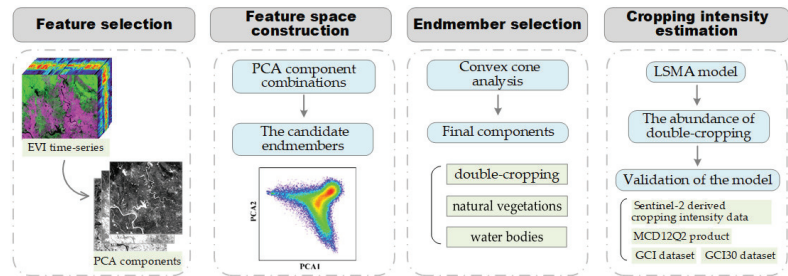 Feature selection
EVI time-series
PCA components
Feature space
construction
PCA component
combinations
The candidate
endmembers
PCA2
PCA1
Endmember selection
Convex cone
analysis
Final components
double-cropping
natural vegetations
water bodies
Cropping intensity
estimation
LSMA model
The abundance of
double-cropping
Validation of the model
Sentinel-2 derived
cropping intensity data
MCD12Q2 product
GCI dataset GCI30 dataset